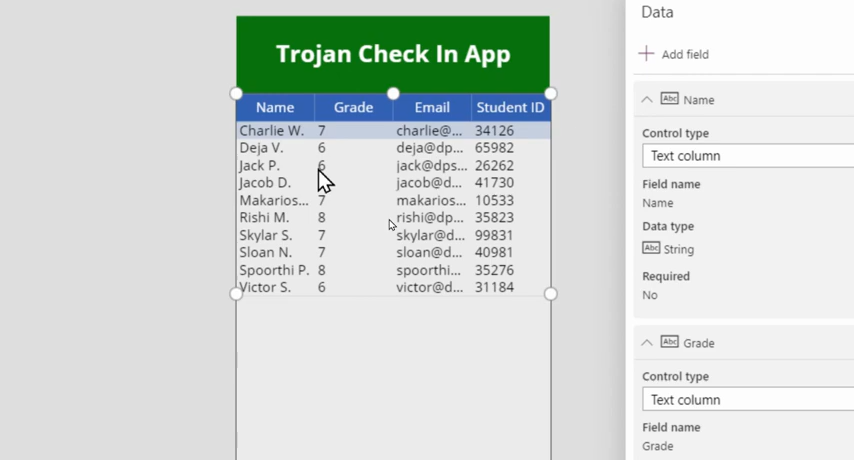 Trojan Check In App
Name Grade Email Student ID
Charlie W. 7 charlie@... 34126
Deja V. 6 deja@dp... 65982
Jack P. 6 jack@dps... 26262
Jacob D. jacob@d... 41730
Makarios... 7 makarios... 10533
Rishi M. 8 rishi@dp... 35823
Skylar S. 7 skylar@d... 99831
Sloan N. 7 sloan@d... 40981
Spoorthi P. 8 spoorthi... 35276
Victor S. 6 victor@d... 31184
Data
Add field
Abc Name
Control type
Text column
Field name
Name
Data type
Abc String
Required
No
Abc Grade
Control type
Text column
Field name
Grade